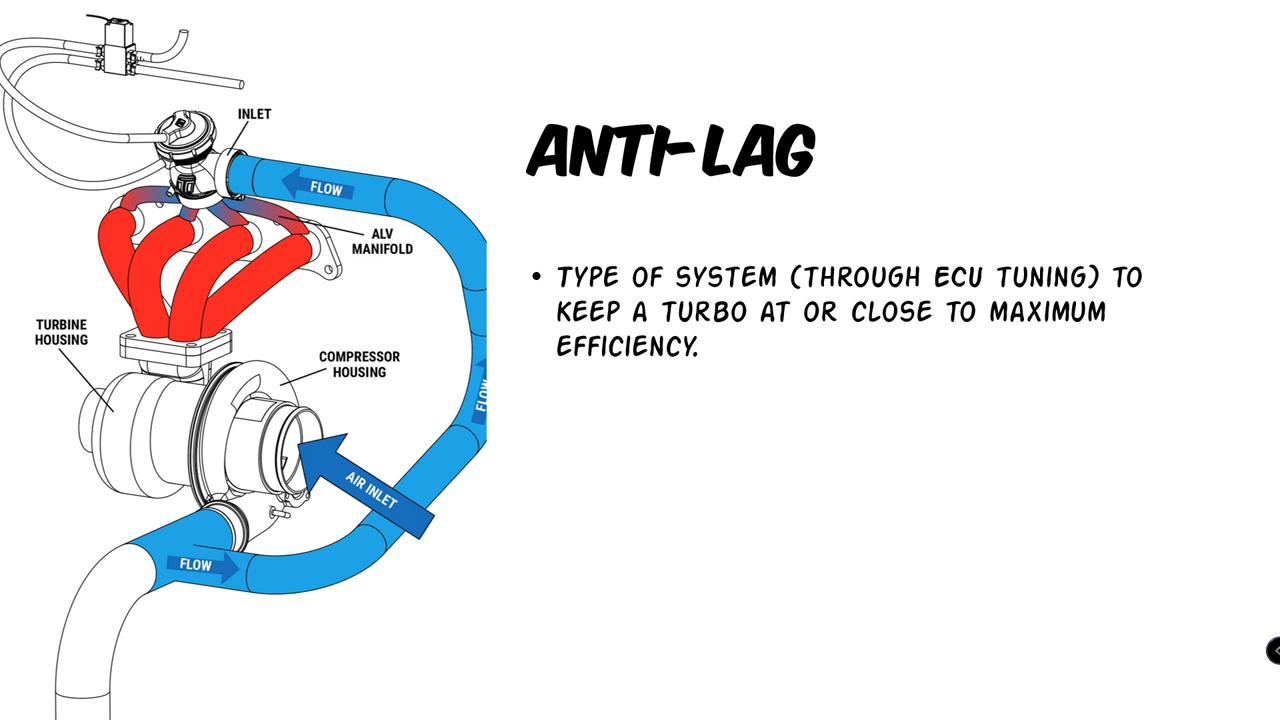 INLET
FLOW
ALV
MANIFOLD
TURBINE
HOUSING
COMPRESSOR
HOUSING
FLOW
AIR INLET
FLOW
ANTI-LAG
• TYPE OF SYSTEM (THROUGH ECU TUNING) TO
KEEP A TURBO AT OR CLOSE TO MAXIMUM
EFFICIENCY.